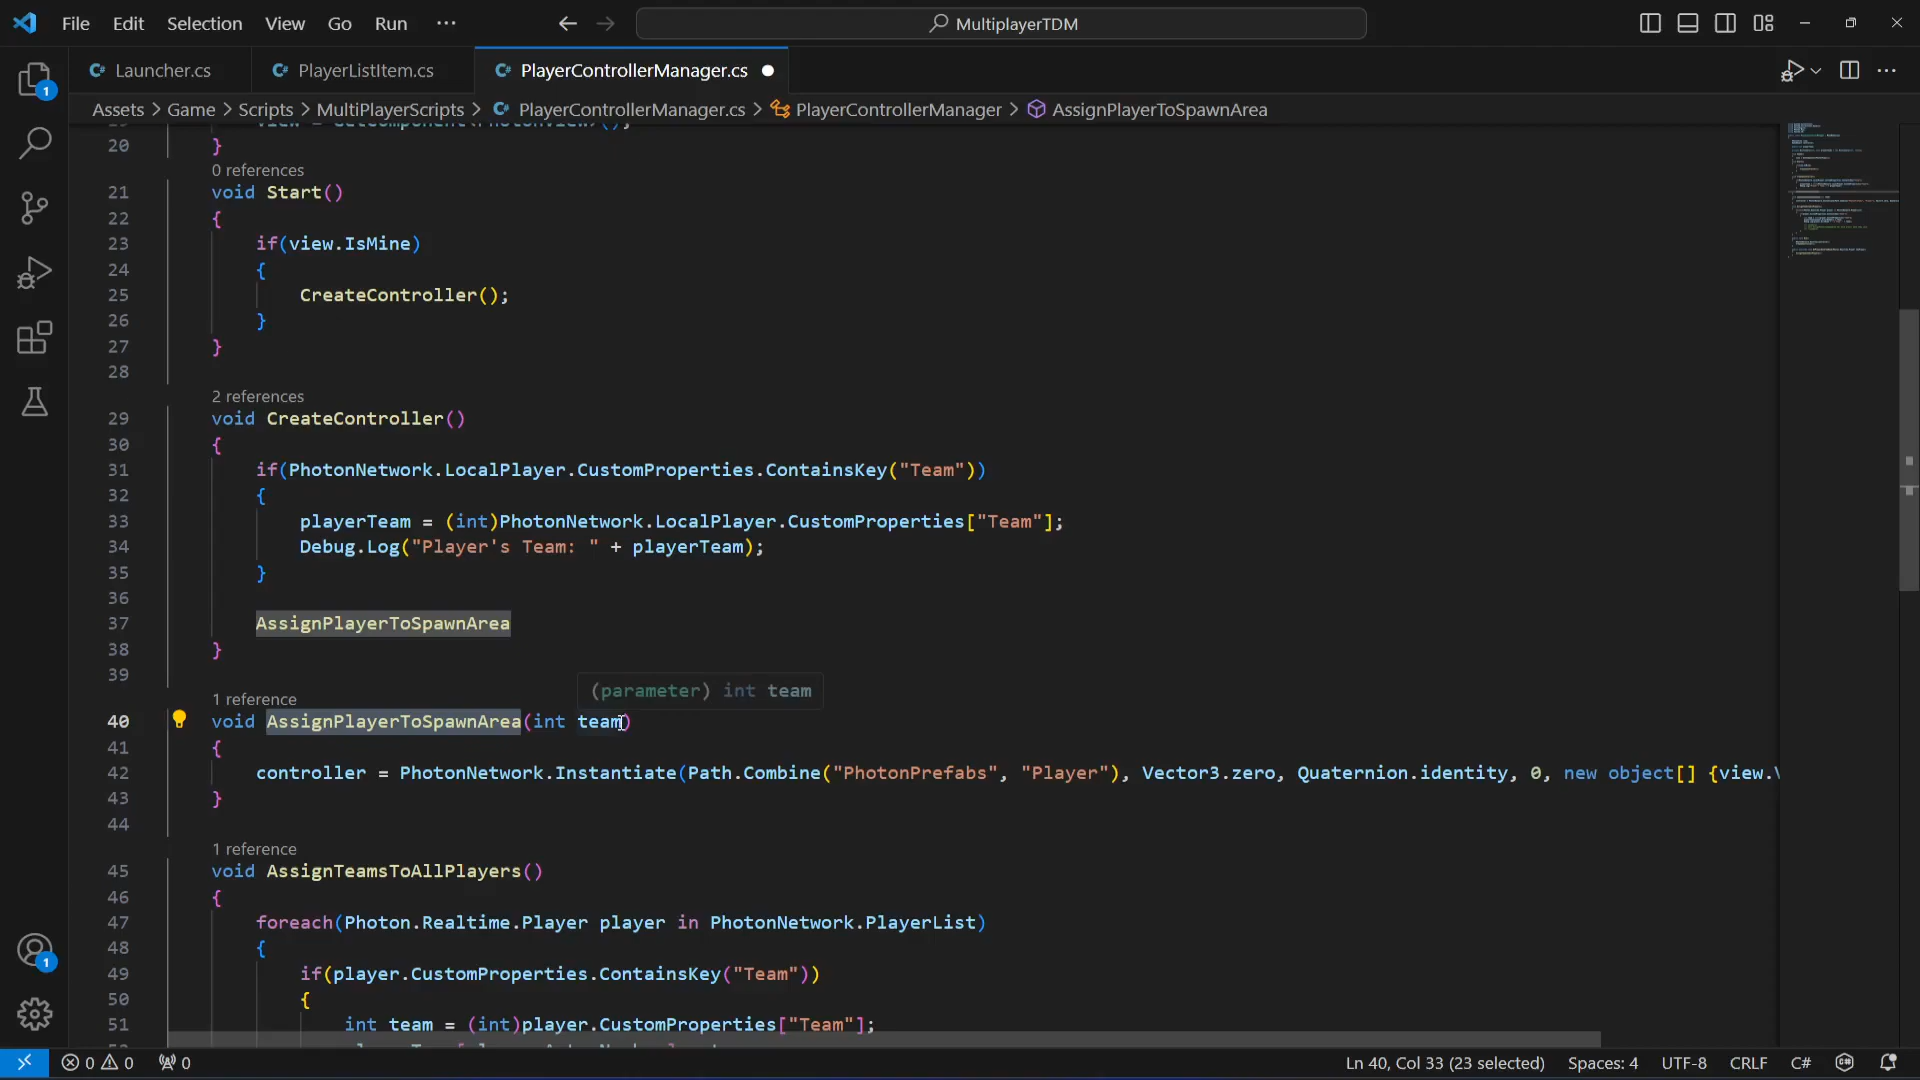 File Edit Selection View Go Run ···
MultiplayerTDM
Launcher.cs PlayerListItem.cs PlayerControllerManager.cs
Assets > Game > Scripts > MultiPlayerScripts > PlayerControllerManager.cs > PlayerControllerManager > AssignPlayerToSpawnArea
20 }
0 references
21 void Start()
22 {
23 if(view.IsMine)
24 {
25 CreateController();
26 }
27 }
28
2 references
29 void CreateController()
30 {
31 if(PhotonNetwork.LocalPlayer.CustomProperties.ContainsKey("Team"))
32 {
33 playerTeam = (int)PhotonNetwork.LocalPlayer.CustomProperties["Team"];
34 Debug.Log("Player's Team: " + playerTeam);
35 }
36
37 AssignPlayerToSpawnArea
38 }
39
(parameter) int team
1 reference
40 void AssignPlayerToSpawnArea(int team)
41 {
42 controller = PhotonNetwork.Instantiate(Path.Combine("PhotonPrefabs", "Player"), Vector3.zero, Quaternion.identity, 0, new object[] {view.
43 }
44
1 reference
45 void AssignTeamsToAllPlayers()
46 {
47 foreach(Photon.Realtime.Player player in PhotonNetwork.PlayerList)
48 {
49 if(player.CustomProperties.ContainsKey("Team"))
50 {
51 int team = (int)player.CustomProperties["Team"];
1
1
0 0 0 Ln 40, Col 33 (23 selected) Spaces: 4 UTF-8 CRLF C#